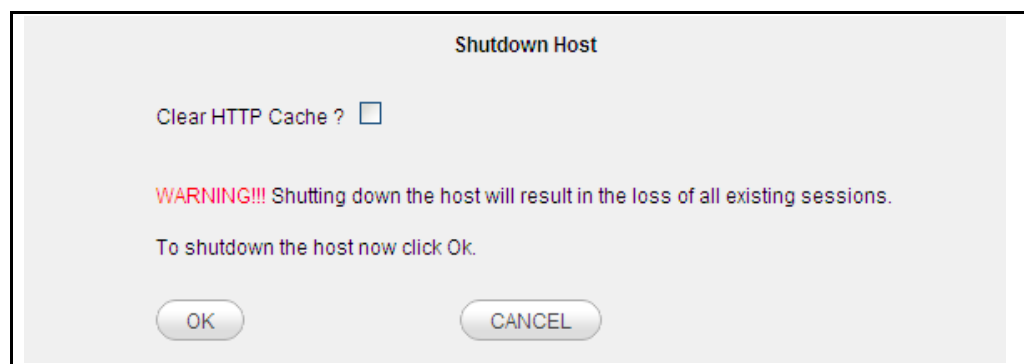 Shutdown Host
Clear HTTP Cache ?
WARNING!!! Shutting down the host will result in the loss of all existing sessions.
To shutdown the host now click Ok.
OK CANCEL